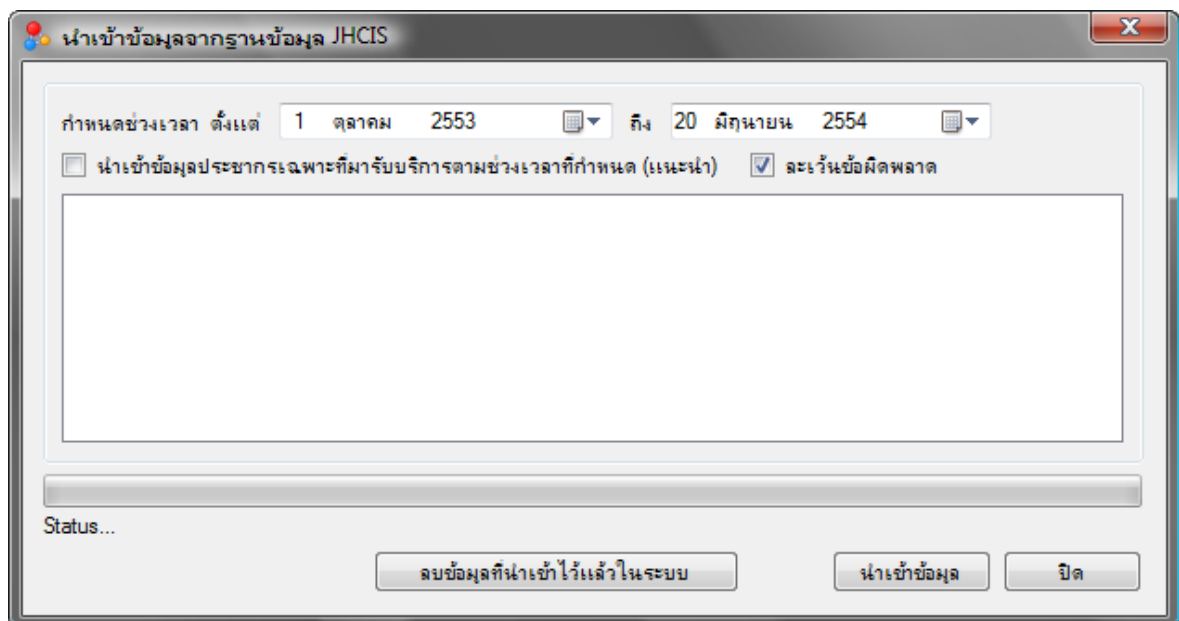 นำเข้าข้อมูลจากฐานข้อมูล JHCIS
กำหนดช่วงเวลา ตั้งแต่ 1 ตุลาคม 2553 ถึง 20 มิถุนายน 2554
นำเข้าข้อมูลประชากรเฉพาะที่มารับบริการตามช่วงเวลาที่กำหนด (แนะนำ) ละเว้นข้อผิดพลาด
Status...
ลบข้อมูลที่นำเข้าไว้แล้วในระบบ นำเข้าข้อมูล ปิด